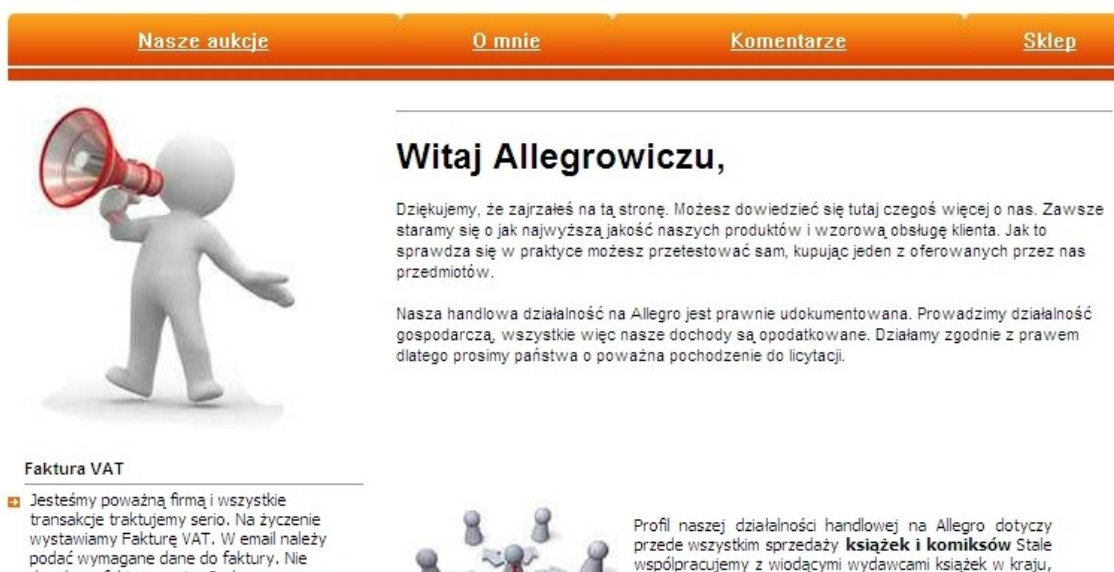 Nasze aukcje O mnie Komentarze Sklep
Witaj Allegrowiczu,
Dziękujemy, że zajrzałeś na tą stronę. Możesz dowiedzieć się tutaj czegoś więcej o nas. Zawsze
staramy się o jak najwyższą jakość naszych produktów i wzorową obsługę klienta. Jak to
sprawdza się w praktyce możesz przetestować sam, kupując jeden z oferowanych przez nas
przedmiotów.
Nasza handlowa działalność na Allegro jest prawnie udokumentowana. Prowadzimy działalność
gospodarczą, wszystkie więc nasze dochody są opodatkowane. Działamy zgodnie z prawem
dlatego prosimy państwa o poważna pochodzenie do licytacji.
Faktura VAT
Jesteśmy poważną firmą i wszystkie
transakcje traktujemy serio. Na życzenie
wystawiamy Fakturę VAT. W email należy
podać wymagane dane do faktury. Nie
Profil naszej działalności handlowej na Allegro dotyczy
przede wszystkim sprzedaży książek i komiksów Stale
współpracujemy z wiodącymi wydawcami książek w kraju,